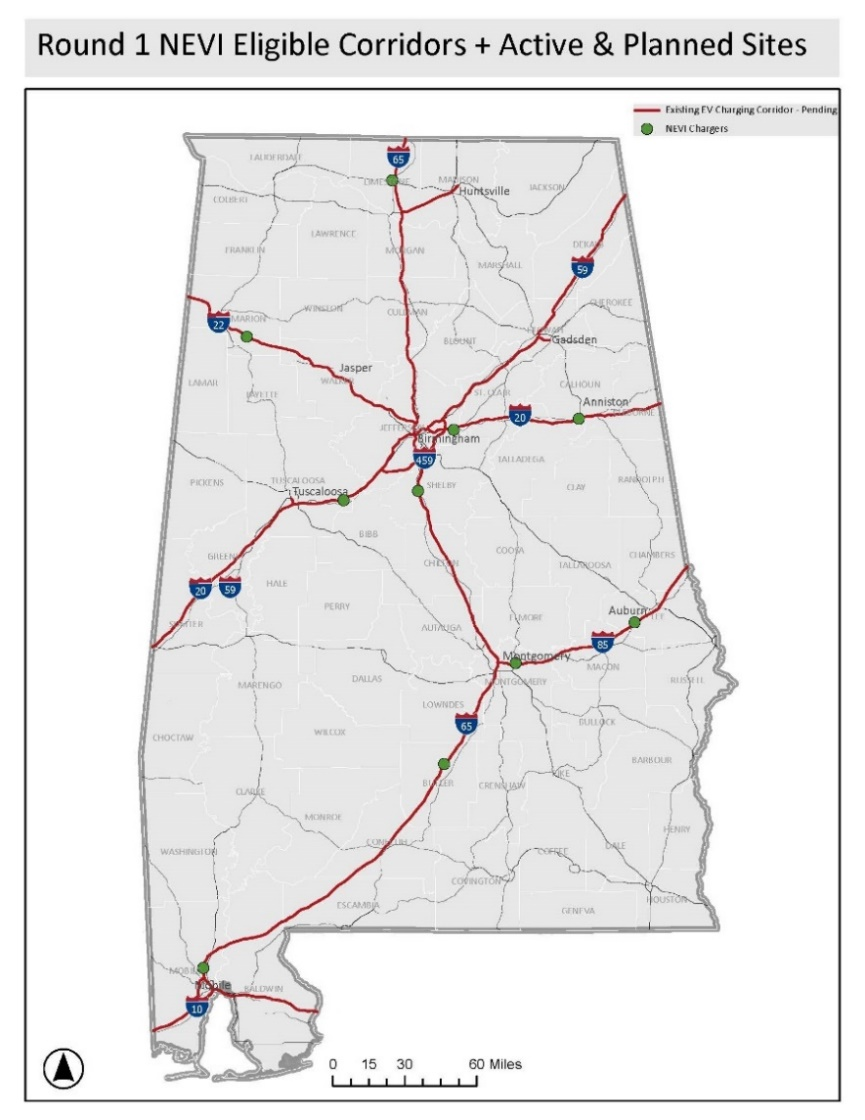 Round 1 NEVI Eligible Corridors + Active & Planned Sites
Existing EV Charging Corridor - Pending
NEVI Chargers
LAUDERDALE
65
MADISON
Huntsville
JACKSON
COLBERT
LAWRENCE
FRANKLIN
MORGAN
DEKALB
MARSHALL
59
CHEROKEE
WINSTON
CULLMAN
22
MARION
BLOUNT
Gadsden
Jasper
WALKER
LAMAR
FAYETTE
ST. CLAIR
CALHOUN
Anniston
20
JEFFERSON
Birmingham
459
TALLADEGA
PICKENS
TUSCALOOSA
Tuscaloosa
SHELBY
CLAY
RANDOLPH
BIBB
GREENE
CHILTON
COOSA
TALLAPOOSA
CHAMBERS
20
59
HALE
PERRY
ELMORE
Auburn
LEE
SUMTER
AUTAUGA
85
Montgomery
MACON
MONTGOMERY
RUSSELL
MARENGO
DALLAS
LOWNDES
65
BULLOCK
CHOCTAW
WILCOX
BARBOUR
PIKE
BUTLER
CRENSHAW
CLARKE
MONROE
HENRY
CONECUH
WASHINGTON
COFFEE
DALE
COVINGTON
ESCAMBIA
GENEVA
HOUSTON
MOBILE
Mobile
BALDWIN
10
0 15 30 60 Miles